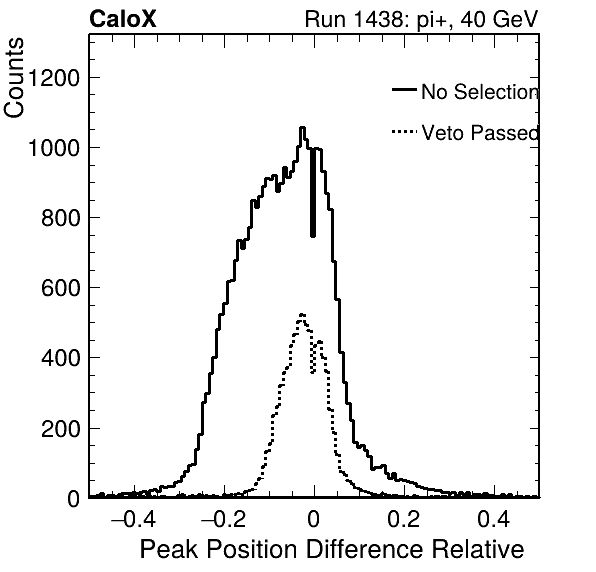 CaloX Run 1438: pi+, 40 GeV
Counts
1200
No Selection
Veto Passed
1000
800
600
400
200
0
−0.4 −0.2 0 0.2 0.4
Peak Position Difference Relative